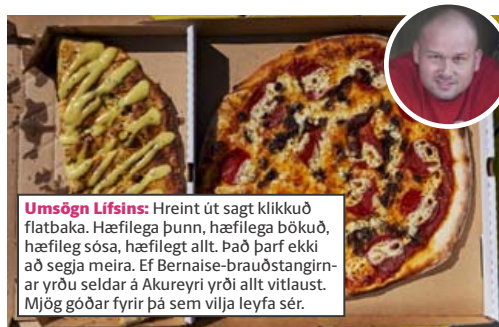 Umsögn Lífsins: Hreint út sagt klikkuð
flatbaka. Hæfilega þunn, hæfilega bökuð,
hæfileg sósa, hæfilegt allt. Það þarf ekki
að segja meira. Ef Bernaise-brauðstangirn-
ar yrðu seldar á Akureyri yrði allt vitlaust.
Mjög góðar fyrir þá sem vilja leyfa sér.